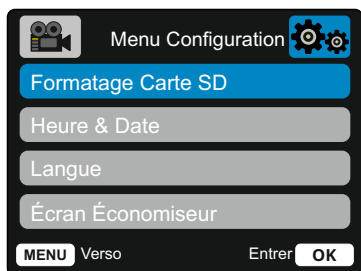 Menu Configuration
Formatage Carte SD
Heure & Date
Langue
Écran Économiseur
MENU Verso Entrer OK